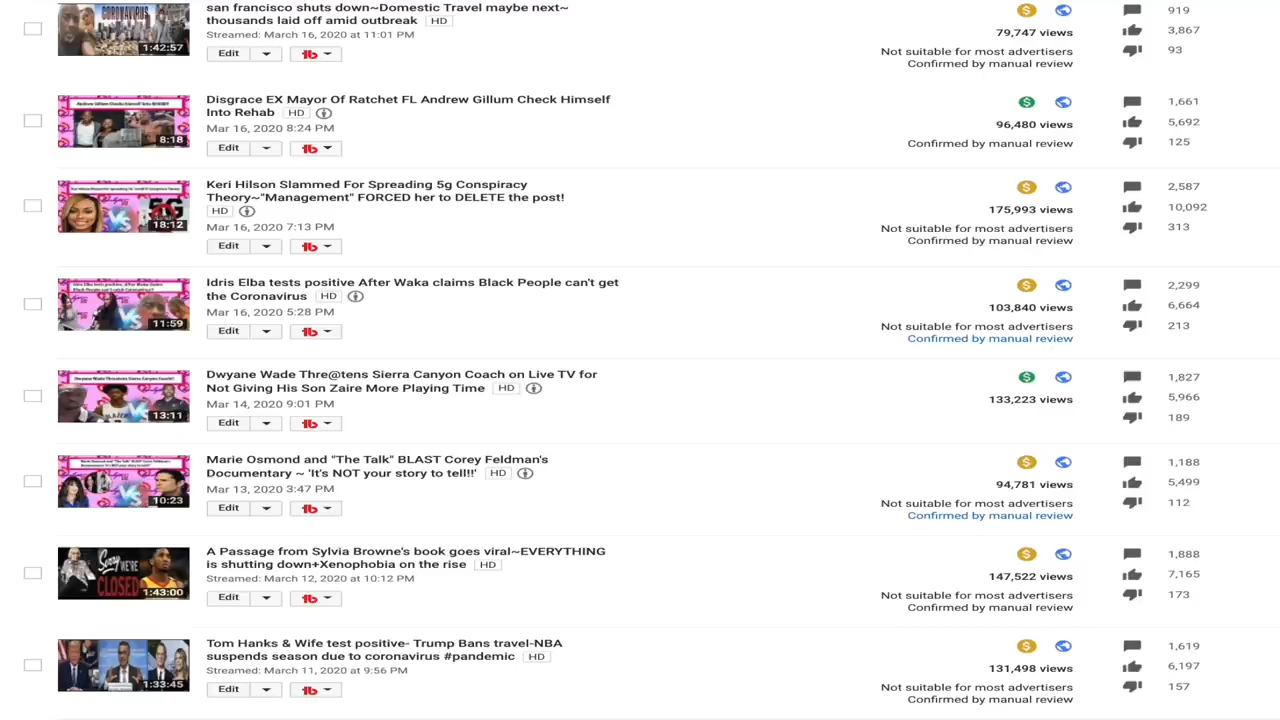 san francisco shuts down~Domestic Travel maybe next~
thousands laid off amid outbreak HD
Streamed: March 16, 2020 at 11:01 PM
Edit
CORONAVIRUS
1:42:57
79,747 views
Not suitable for most advertisers
Confirmed by manual review
919
3,867
93
Disgrace EX Mayor Of Ratchet FL Andrew Gillum Check Himself
Into Rehab HD
Mar 16, 2020 8:24 PM
Edit
8:18
96,480 views
Confirmed by manual review
1,661
5,692
125
Keri Hilson Slammed For Spreading 5g Conspiracy
Theory~"Management" FORCED her to DELETE the post!
HD
Mar 16, 2020 7:13 PM
Edit
VS
5G
18:12
175,993 views
Not suitable for most advertisers
Confirmed by manual review
2,587
10,092
313
Idris Elba tests positive After Waka claims Black People can't get
the Coronavirus HD
Mar 16, 2020 5:28 PM
Edit
VS
11:59
103,840 views
Not suitable for most advertisers
Confirmed by manual review
2,299
6,664
213
Dwyane Wade Thre@tens Sierra Canyon Coach on Live TV for
Not Giving His Son Zaire More Playing Time HD
Mar 14, 2020 9:01 PM
Edit
13:11
133,223 views
1,827
5,966
189
Marie Osmond and "The Talk" BLAST Corey Feldman's
Documentary ~ 'It's NOT your story to tell!!' HD
Mar 13, 2020 3:47 PM
Edit
VS
10:23
94,781 views
Not suitable for most advertisers
Confirmed by manual review
1,188
5,499
112
A Passage from Sylvia Browne's book goes viral~EVERYTHING
is shutting down+Xenophobia on the rise HD
Streamed: March 12, 2020 at 10:12 PM
Edit
Sorry
WE'RE
CLOSED
1:43:00
147,522 views
Not suitable for most advertisers
Confirmed by manual review
1,888
7,165
173
Tom Hanks & Wife test positive- Trump Bans travel-NBA
suspends season due to coronavirus #pandemic HD
Streamed: March 11, 2020 at 9:56 PM
Edit
1:33:45
131,498 views
Not suitable for most advertisers
Confirmed by manual review
1,619
6,197
157